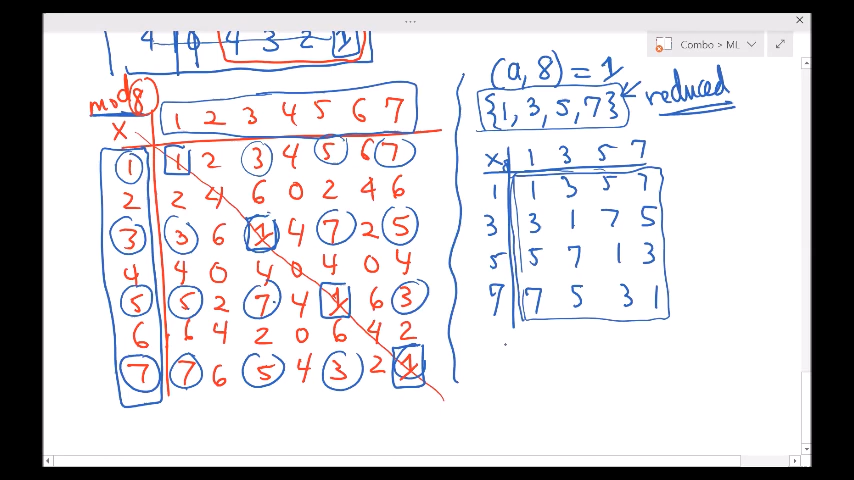 Combo > ML
4 0 4 3 2 1
mod 8
x 1 2 3 4 5 6 7
1 1 2 3 4 5 6 7
2 2 4 6 0 2 4 6
3 3 6 1 4 7 2 5
4 4 0 4 0 4 0 4
5 5 2 7 4 1 6 3
6 6 4 2 0 6 4 2
7 7 6 5 4 3 2 1
(a, 8) = 1
{1, 3, 5, 7} reduced
x8 1 3 5 7
1 1 3 5 7
3 3 1 7 5
5 5 7 1 3
7 7 5 3 1